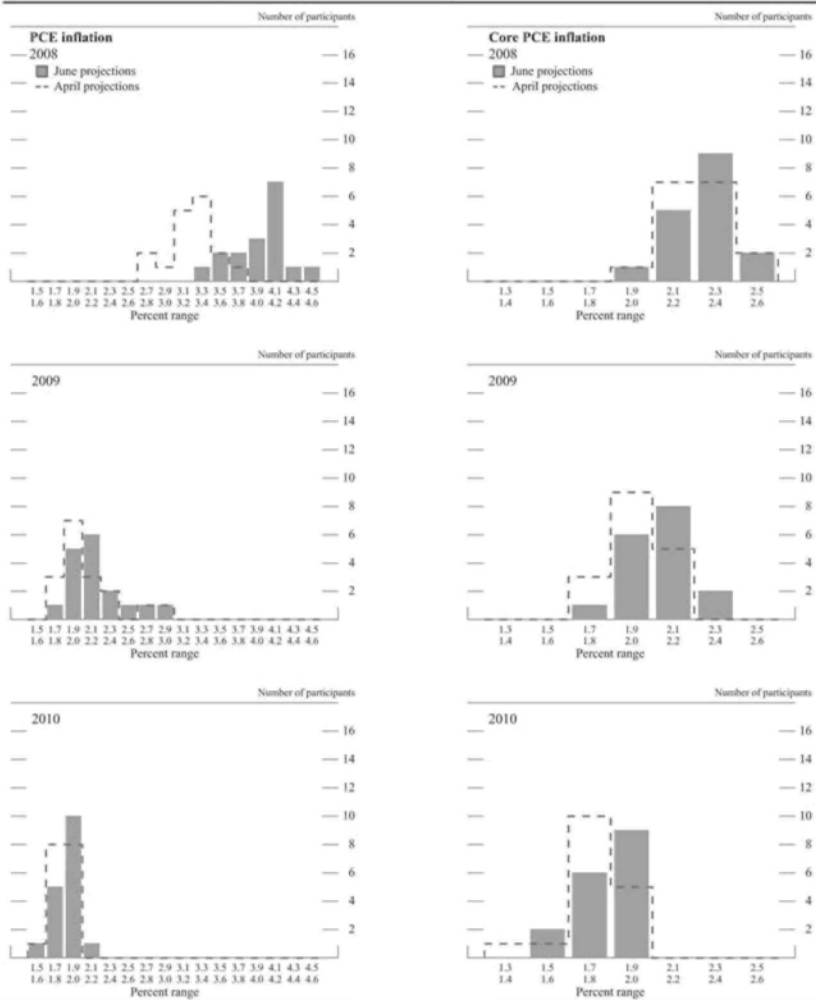 Number of participants
PCE inflation
2008
June projections
April projections
16
14
12
10
8
6
4
2
1.5 1.7 1.9 2.1 2.3 2.5 2.7 2.9 3.1 3.3 3.5 3.7 3.9 4.1 4.3 4.5
1.6 1.8 2.0 2.2 2.4 2.6 2.8 3.0 3.2 3.4 3.6 3.8 4.0 4.2 4.4 4.6
Percent range
Number of participants
Core PCE inflation
2008
June projections
April projections
16
14
12
10
8
6
4
2
1.3 1.5 1.7 1.9 2.1 2.3 2.5
1.4 1.6 1.8 2.0 2.2 2.4 2.6
Percent range
Number of participants
2009
16
14
12
10
8
6
4
2
1.5 1.7 1.9 2.1 2.3 2.5 2.7 2.9 3.1 3.3 3.5 3.7 3.9 4.1 4.3 4.5
1.6 1.8 2.0 2.2 2.4 2.6 2.8 3.0 3.2 3.4 3.6 3.8 4.0 4.2 4.4 4.6
Percent range
Number of participants
2009
16
14
12
10
8
6
4
2
1.3 1.5 1.7 1.9 2.1 2.3 2.5
1.4 1.6 1.8 2.0 2.2 2.4 2.6
Percent range
Number of participants
2010
16
14
12
10
8
6
4
2
1.5 1.7 1.9 2.1 2.3 2.5 2.7 2.9 3.1 3.3 3.5 3.7 3.9 4.1 4.3 4.5
1.6 1.8 2.0 2.2 2.4 2.6 2.8 3.0 3.2 3.4 3.6 3.8 4.0 4.2 4.4 4.6
Percent range
Number of participants
2010
16
14
12
10
8
6
4
2
1.3 1.5 1.7 1.9 2.1 2.3 2.5
1.4 1.6 1.8 2.0 2.2 2.4 2.6
Percent range